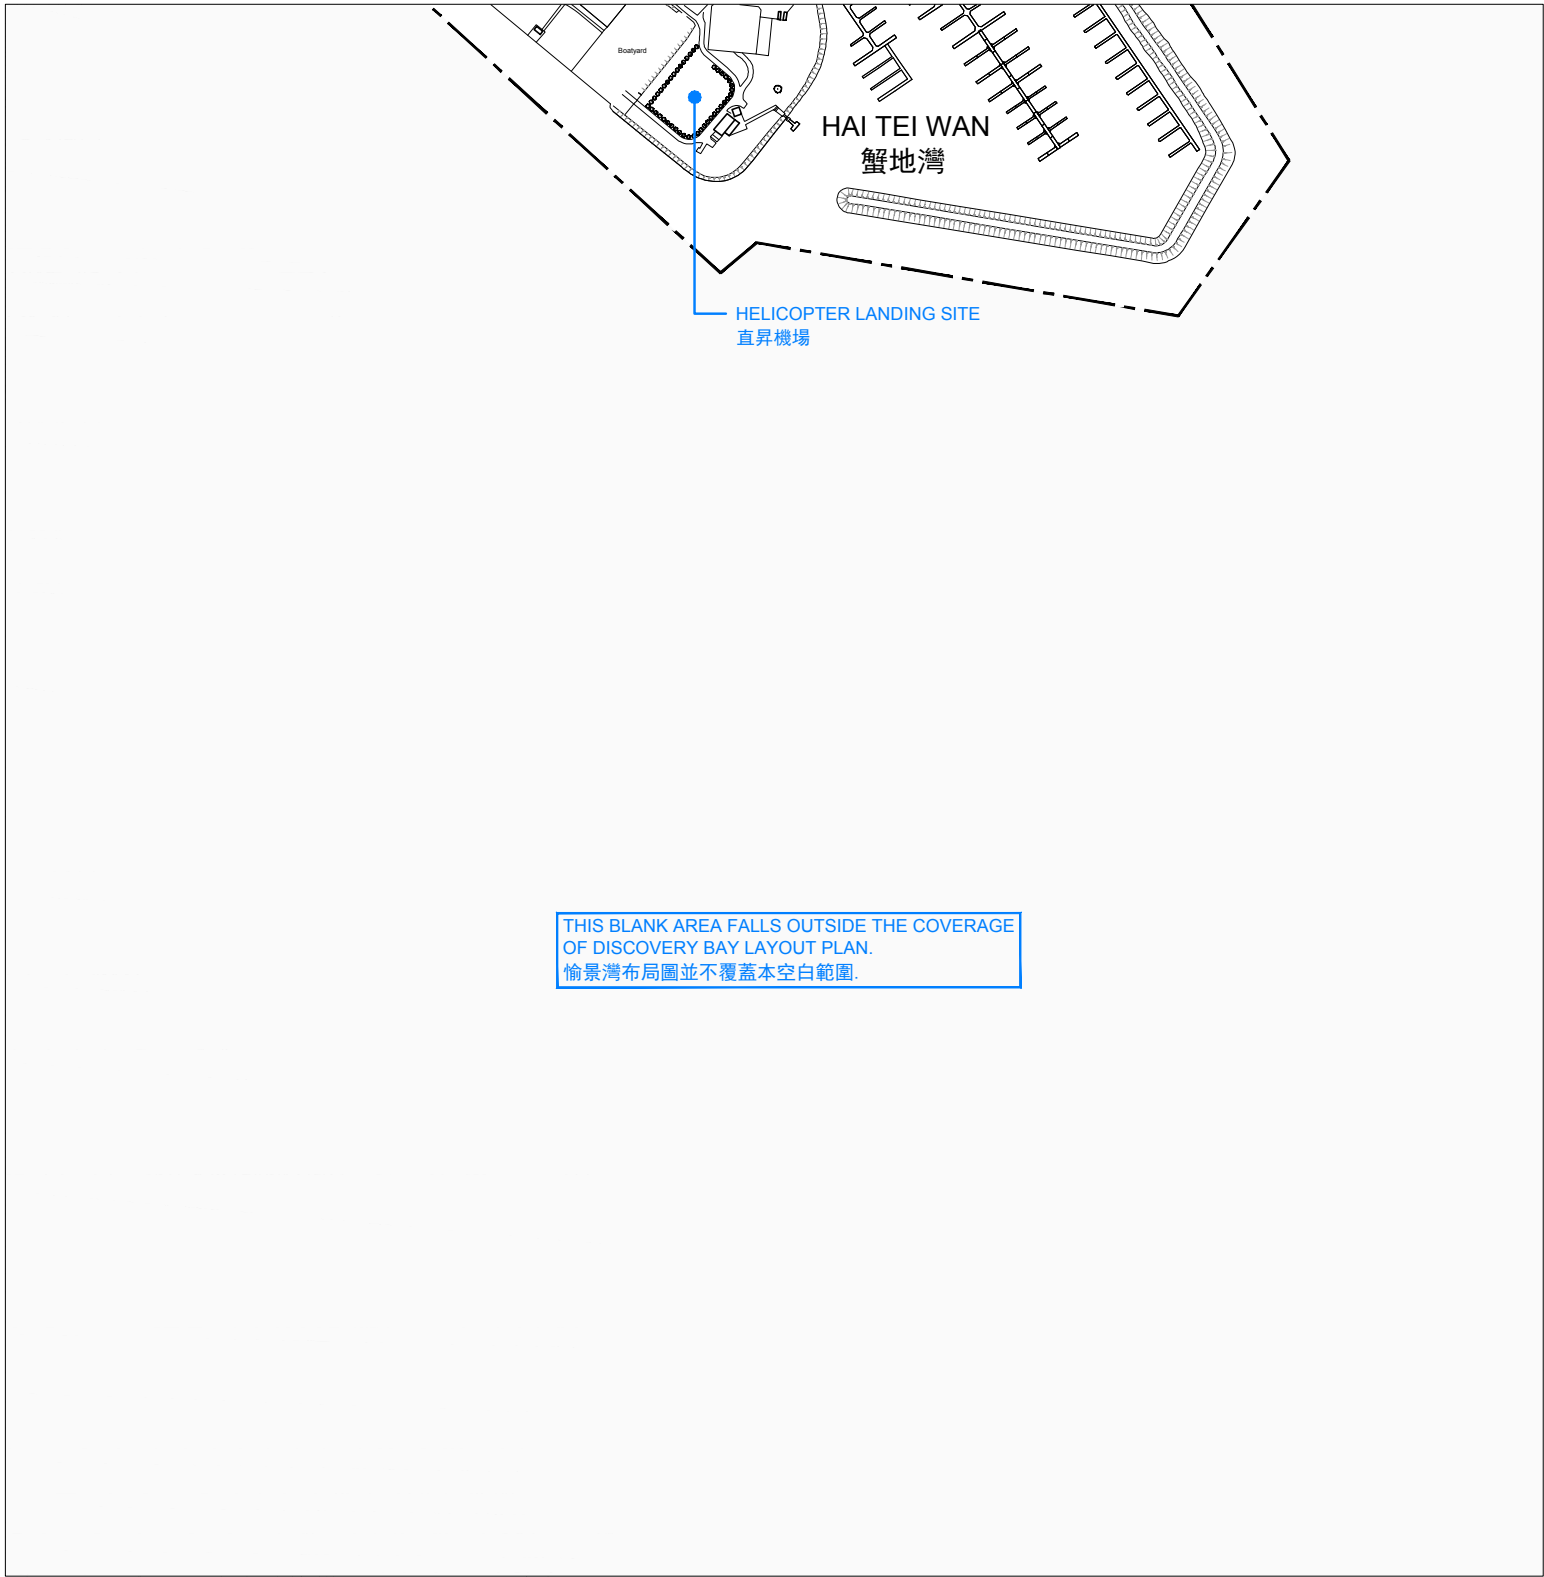 Boatyard
HAI TEI WAN
蟹地灣
HELICOPTER LANDING SITE
直昇機場
THIS BLANK AREA FALLS OUTSIDE THE COVERAGE
OF DISCOVERY BAY LAYOUT PLAN.
愉景灣布局圖並不覆蓋本空白範圍.